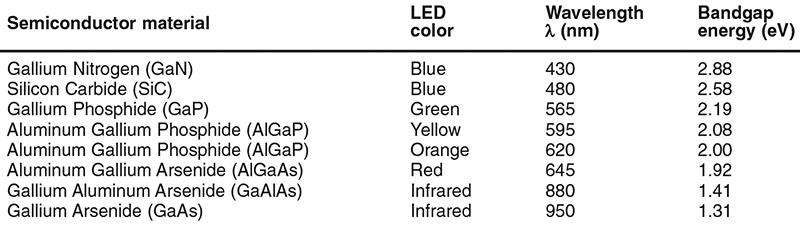 Semiconductor material LED color Wavelength λ (nm) Bandgap energy (eV)
Gallium Nitrogen (GaN) Blue 430 2.88
Silicon Carbide (SiC) Blue 480 2.58
Gallium Phosphide (GaP) Green 565 2.19
Aluminum Gallium Phosphide (AlGaP) Yellow 595 2.08
Aluminum Gallium Phosphide (AlGaP) Orange 620 2.00
Aluminum Gallium Arsenide (AlGaAs) Red 645 1.92
Gallium Aluminum Arsenide (GaAlAs) Infrared 880 1.41
Gallium Arsenide (GaAs) Infrared 950 1.31